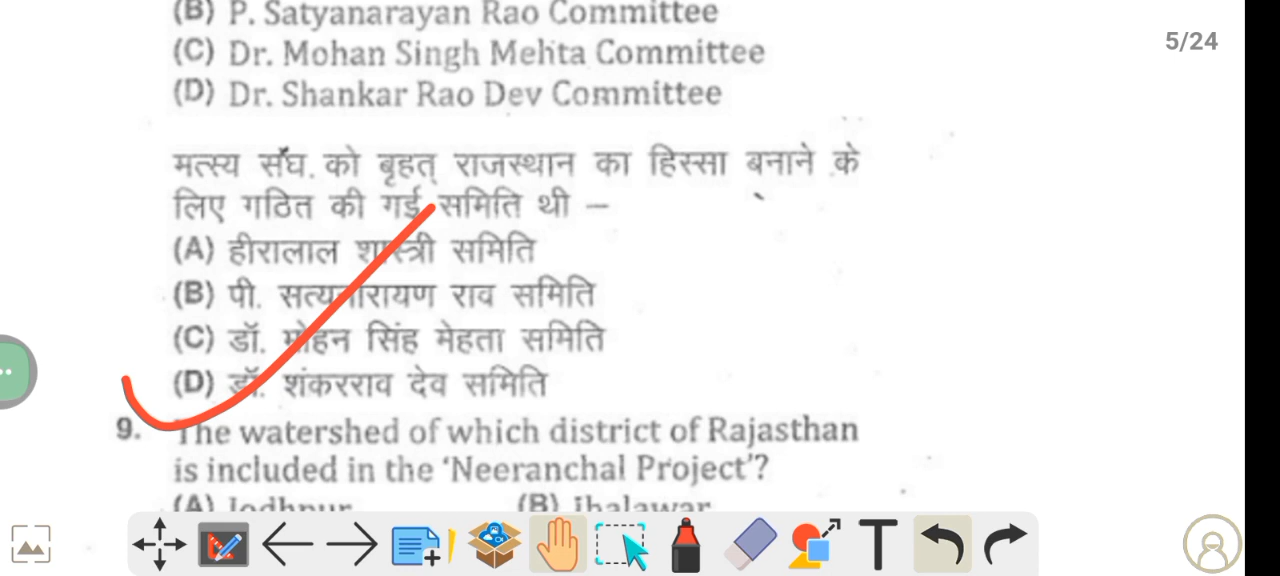 (B) P. Satyanarayan Rao Committee
5/24
(C) Dr. Mohan Singh Mehta Committee
(D) Dr. Shankar Rao Dev Committee
मत्स्य संघ को बृहत् राजस्थान का हिस्सा बनाने के
लिए गठित की गई समिति थी –
(A) हीरालाल शास्त्री समिति
(B) पी. सत्यनारायण राव समिति
(C) डॉ. मोहन सिंह मेहता समिति
(D) डॉ. शंकरराव देव समिति
9. The watershed of which district of Rajasthan
is included in the ‘Neeranchal Project’?
(A) Jodhpur (B) Jhalawar